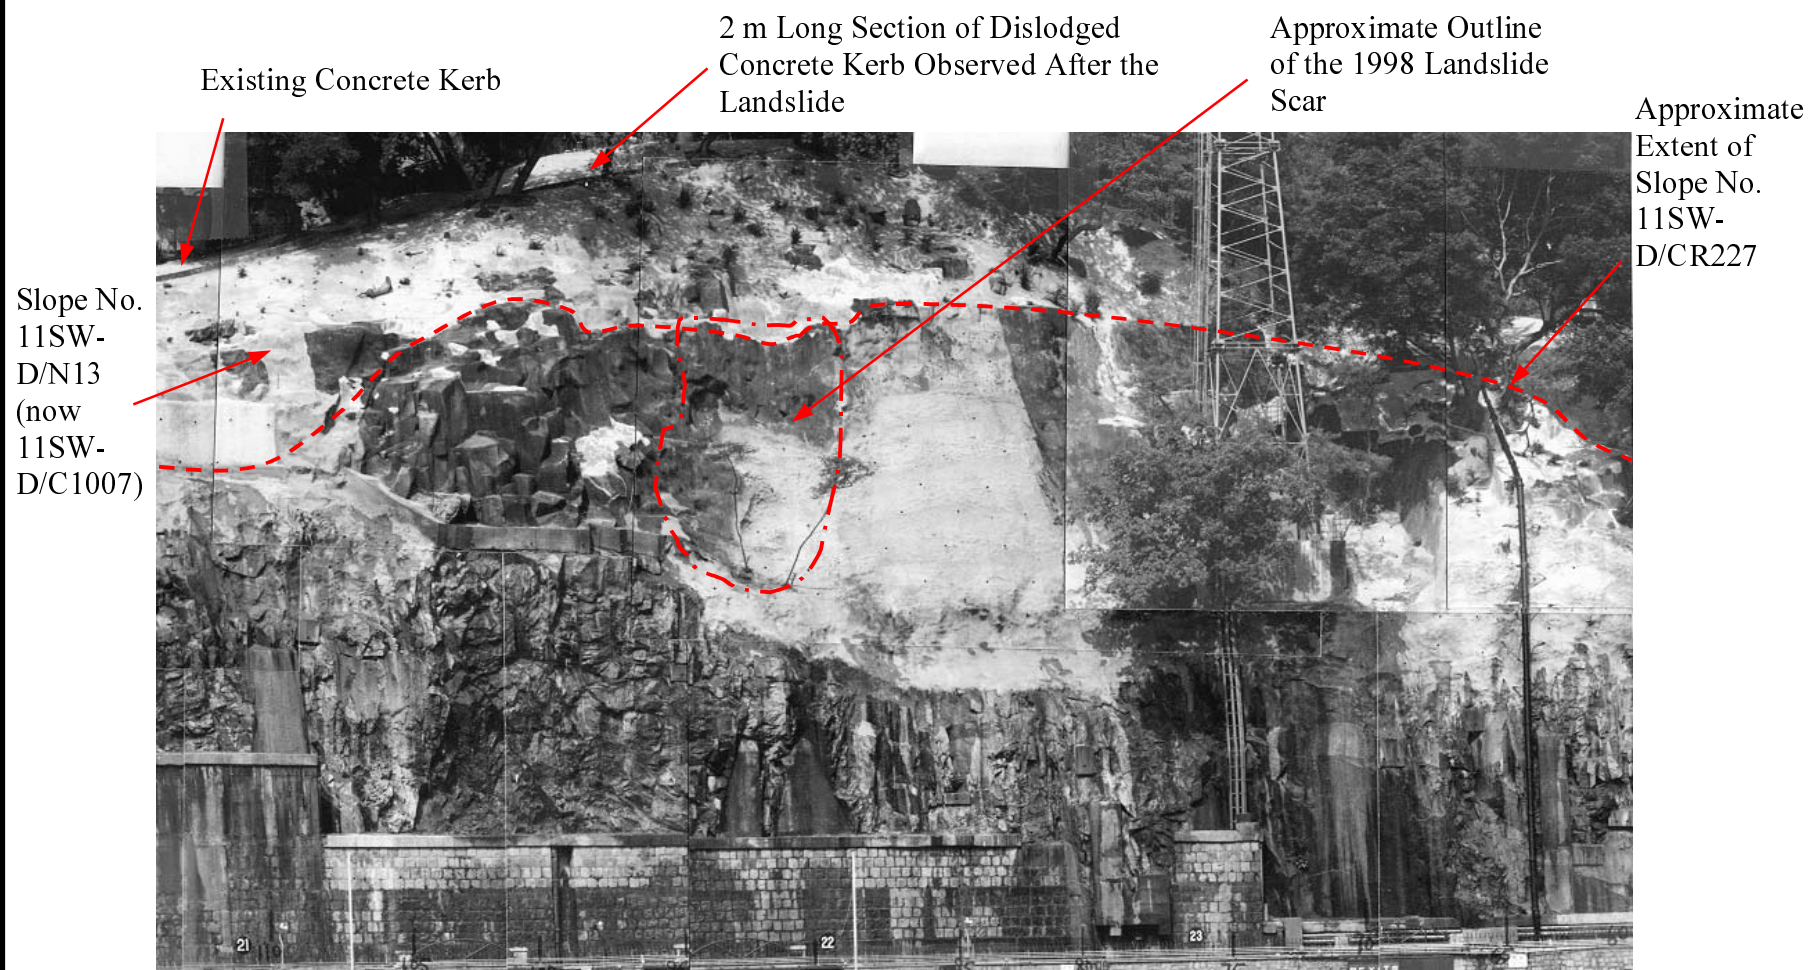 2 m Long Section of Dislodged
Concrete Kerb Observed After the
Landslide
Approximate Outline
of the 1998 Landslide
Scar
Existing Concrete Kerb
Approximate
Extent of
Slope No.
11SW-
D/CR227
Slope No.
11SW-
D/N13
(now
11SW-
D/C1007)
21
22
23